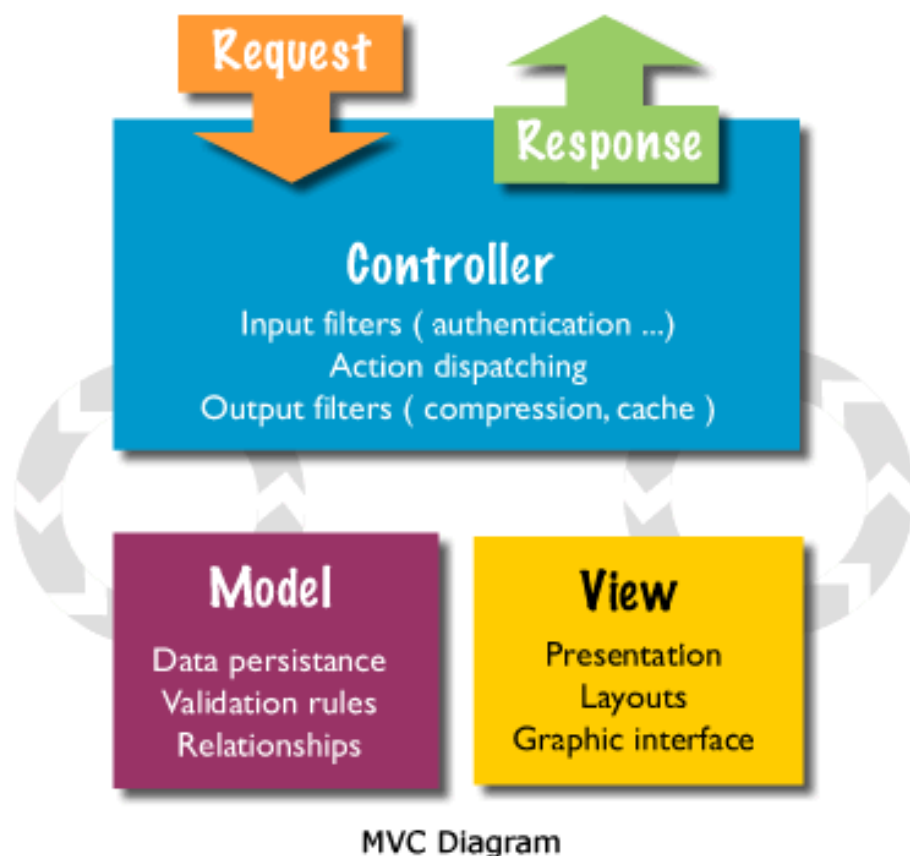 Request
Response
Controller
Input filters ( authentication ...)
Action dispatching
Output filters ( compression, cache )
Model
Data persistance
Validation rules
Relationships
View
Presentation
Layouts
Graphic interface
MVC Diagram